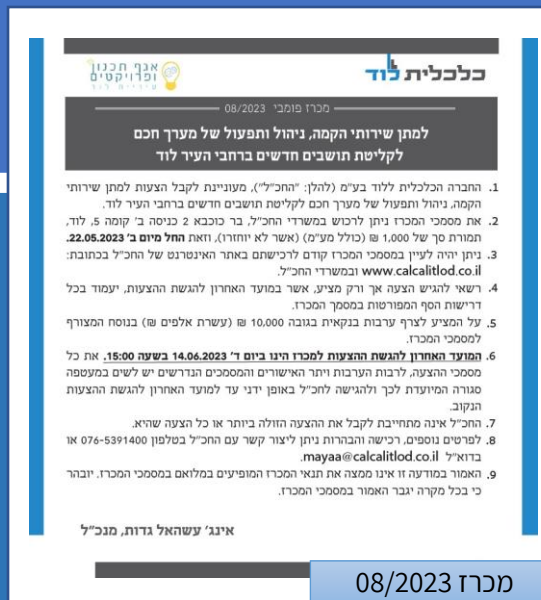 כלכלית לוד
אגף תכנון
ופרויקטים
עיריית לוד
מכרז פומבי 08/2023
למתן שירותי הקמה, ניהול ותפעול של מערך חכם
לקליטת תושבים חדשים ברחבי העיר לוד
1. החברה הכלכלית ללוד בע״מ (להלן: ״החכ״ל״), מעוניינת לקבל הצעות למתן שירותי
הקמה, ניהול ותפעול של מערך חכם לקליטת תושבים חדשים ברחבי העיר לוד.
2. את מסמכי המכרז ניתן לרכוש במשרדי החכ״ל, בר כוכבא 2 כניסה ב׳ קומה 5, לוד,
תמורת סך של 1,000 ₪ (כולל מע״מ) (אשר לא יוחזרו), וזאת החל מיום ב׳ 22.05.2023.
3. ניתן יהיה לעיין במסמכי המכרז קודם לרכישתם באתר האינטרנט של החכ״ל בכתובת:
www.calcalitlod.co.il ובמשרדי החכ״ל.
4. רשאי להגיש הצעה אך ורק מציע, אשר במועד האחרון להגשת ההצעות, יעמוד בכל
דרישות הסף המפורטות במסמך המכרז.
5. על המציע לצרף ערבות בנקאית בגובה 10,000 ₪ (עשרת אלפים ₪) בנוסח המצורף
למסמכי המכרז.
6. המועד האחרון להגשת ההצעות למכרז הינו ביום ד׳ 14.06.2023 בשעה 15:00. את כל
מסמכי ההצעה, לרבות הערבות ויתר האישורים והמסמכים הנדרשים יש לשים במעטפה
סגורה המיועדת לכך ולהגישה לחכ״ל באופן ידני עד למועד האחרון להגשת ההצעות
הנקוב.
7. החכ״ל אינה מתחייבת לקבל את ההצעה הזולה ביותר או כל הצעה שהיא.
8. לפרטים נוספים, רכישה והבהרות ניתן ליצור קשר עם החכ״ל בטלפון 076-5391400 או
בדוא״ל mayaa@calcalitlod.co.il.
9. האמור במודעה זו אינו ממצה את תנאי המכרז המופיעים במלואם במסמכי המכרז. יובהר
כי בכל מקרה יגבר האמור במסמכי המכרז.
אינג׳ עשהאל גדות, מנכ״ל
מכרז 08/2023